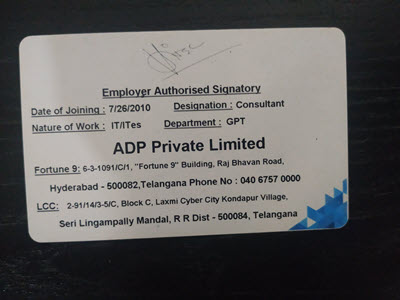 Employer Authorised Signatory
Date of Joining : 7/26/2010 Designation : Consultant
Nature of Work : IT/ITes Department : GPT
ADP Private Limited
Fortune 9: 6-3-1091/C/1, "Fortune 9" Building, Raj Bhavan Road,
Hyderabad - 500082,Telangana Phone No : 040 6757 0000
LCC: 2-91/14/3-5/C, Block C, Laxmi Cyber City Kondapur Village,
Seri Lingampally Mandal, R R Dist - 500084, Telangana